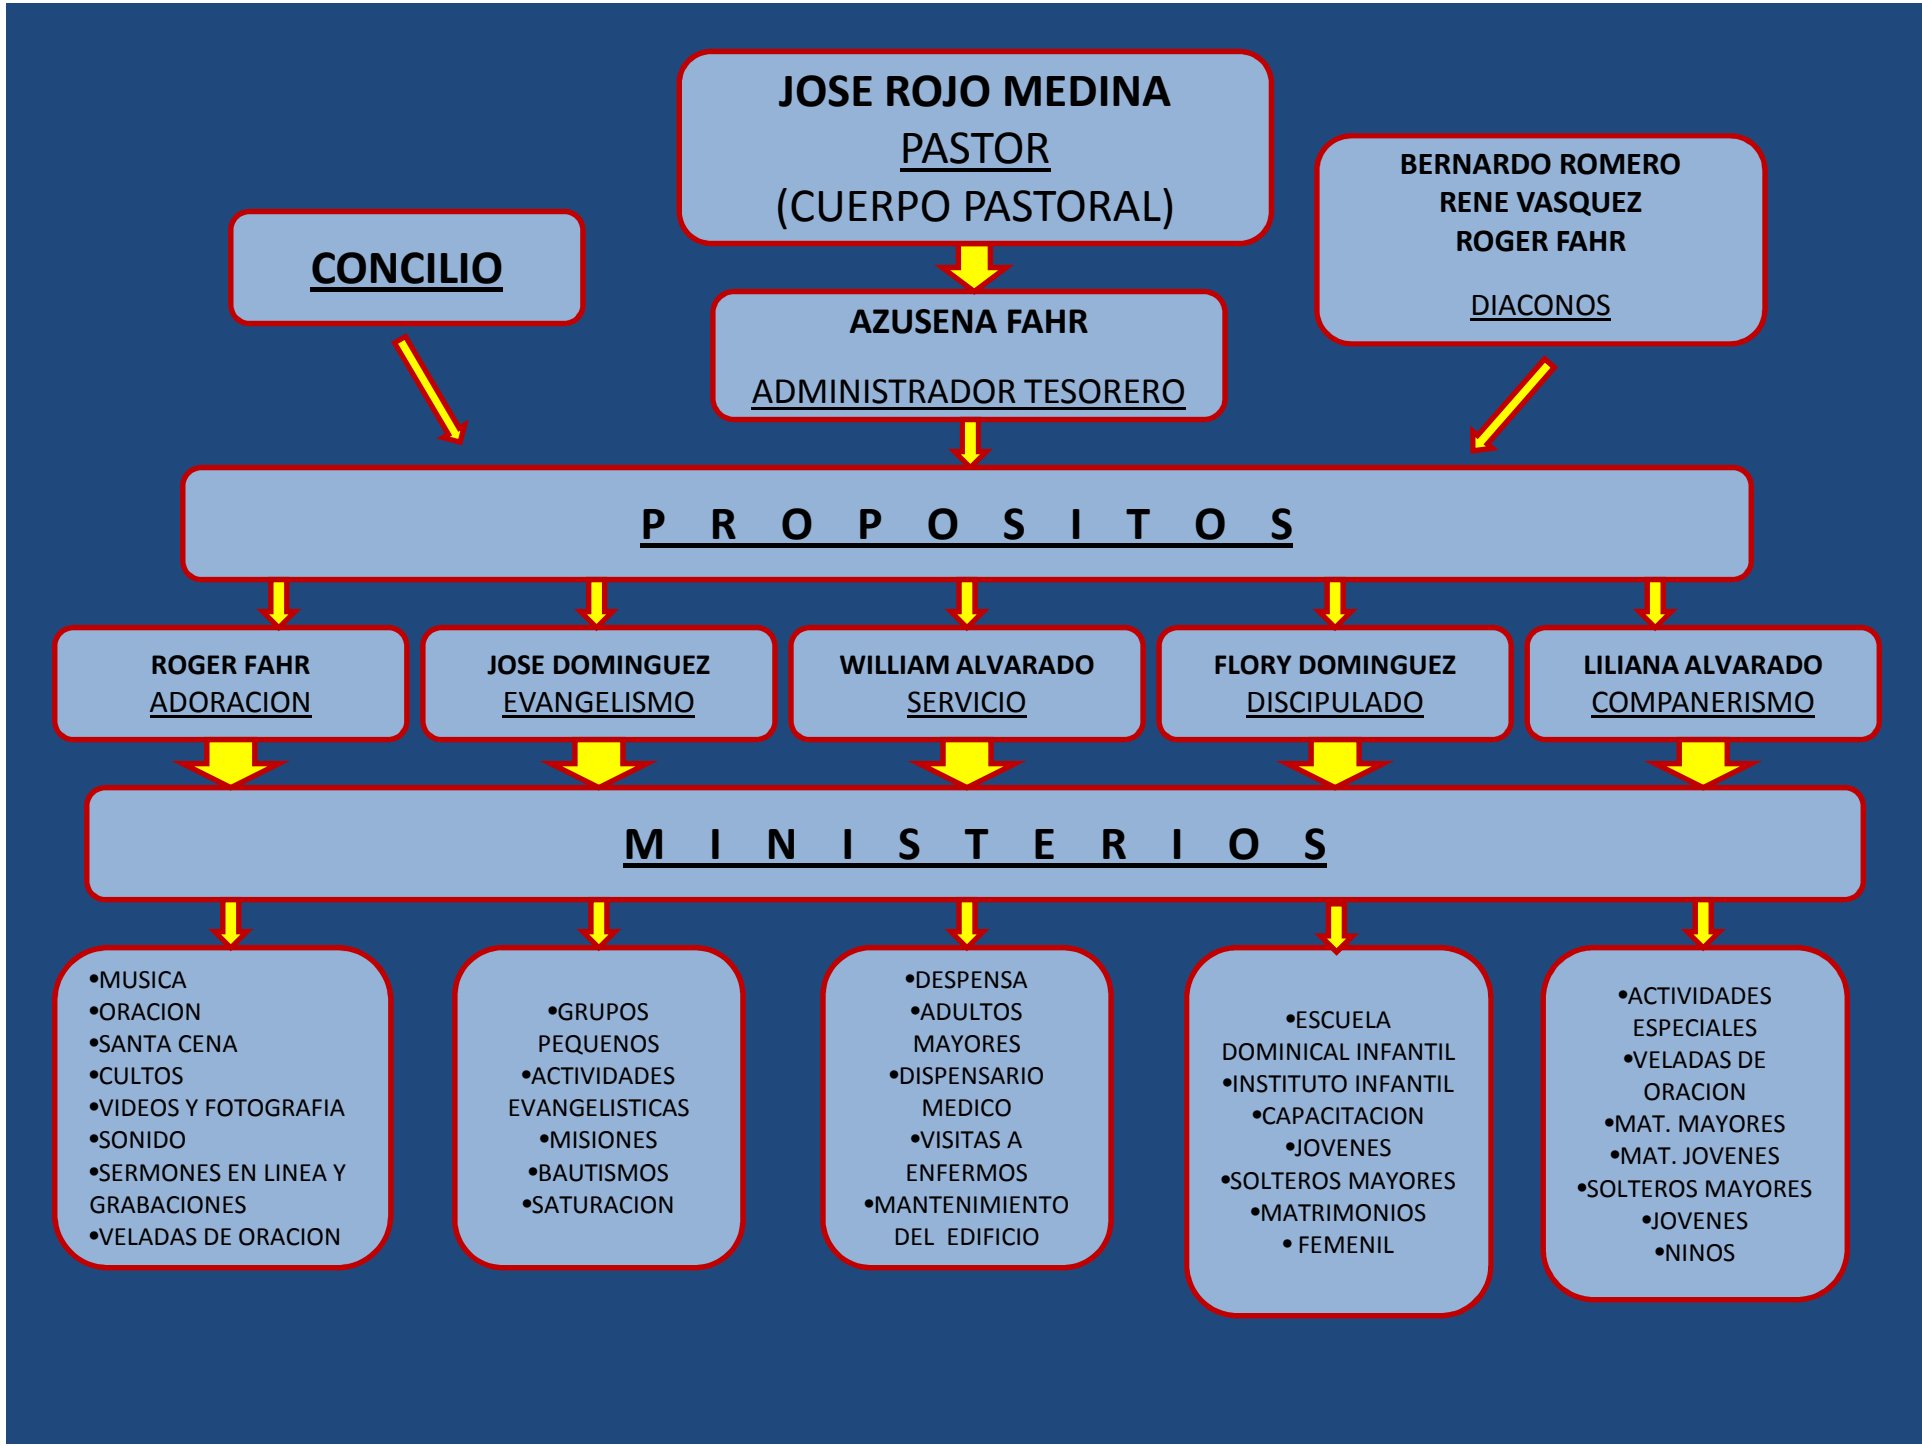 JOSE ROJO MEDINA
PASTOR
(CUERPO PASTORAL)
BERNARDO ROMERO
RENE VASQUEZ
ROGER FAHR
DIACONOS
CONCILIO
AZUSENA FAHR
ADMINISTRADOR TESORERO
P R O P O S I T O S
ROGER FAHR
ADORACION
JOSE DOMINGUEZ
EVANGELISMO
WILLIAM ALVARADO
SERVICIO
FLORY DOMINGUEZ
DISCIPULADO
LILIANA ALVARADO
COMPANERISMO
M I N I S T E R I O S
•MUSICA
•ORACION
•SANTA CENA
•CULTOS
•VIDEOS Y FOTOGRAFIA
•SONIDO
•SERMONES EN LINEA Y
GRABACIONES
•VELADAS DE ORACION
•GRUPOS
PEQUENOS
•ACTIVIDADES
EVANGELISTICAS
•MISIONES
•BAUTISMOS
•SATURACION
•DESPENSA
•ADULTOS
MAYORES
•DISPENSARIO
MEDICO
•VISITAS A
ENFERMOS
•MANTENIMIENTO
DEL EDIFICIO
•ESCUELA
DOMINICAL INFANTIL
•INSTITUTO INFANTIL
•CAPACITACION
•JOVENES
•SOLTEROS MAYORES
•MATRIMONIOS
• FEMENIL
•ACTIVIDADES
ESPECIALES
•VELADAS DE
ORACION
•MAT. MAYORES
•MAT. JOVENES
•SOLTEROS MAYORES
•JOVENES
•NINOS